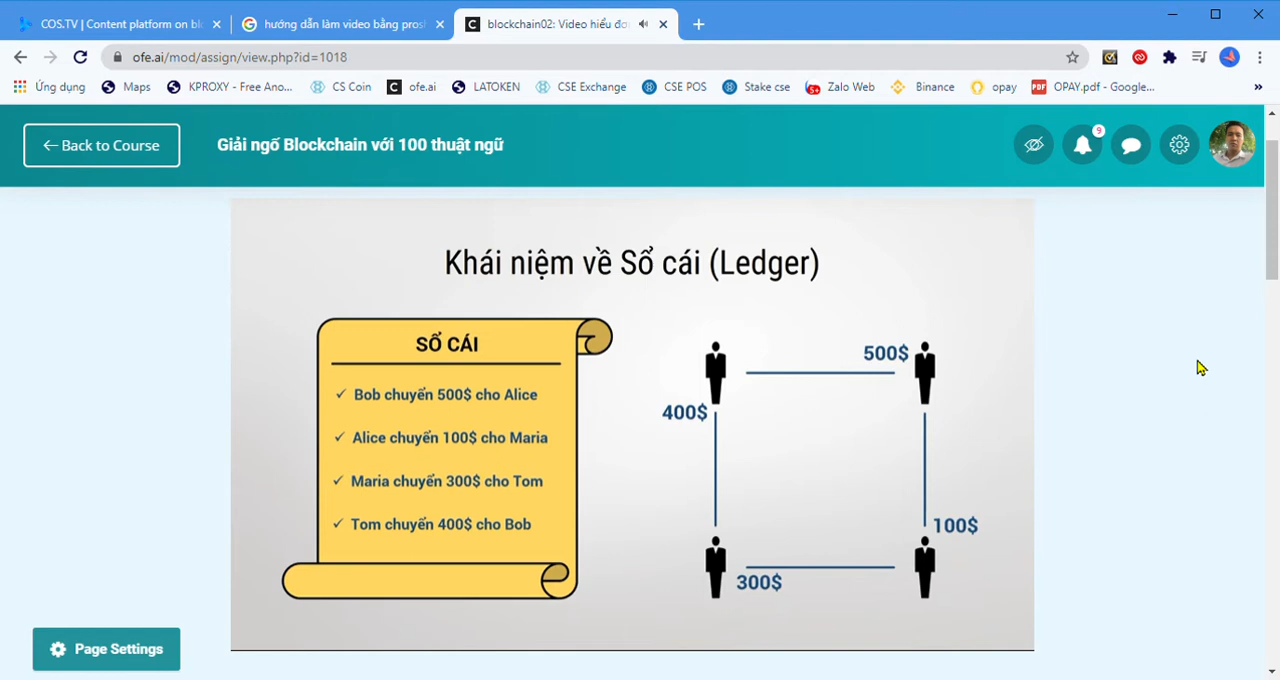 COS.TV | Content platform on blo
hướng dẫn làm video bằng prosh
blockchain02: Video hiểu đơ
ofe.ai/mod/assign/view.php?id=1018
Ứng dụng
Maps
KPROXY - Free Ano...
CS Coin
ofe.ai
LATOKEN
CSE Exchange
CSE POS
Stake cse
5+
Zalo Web
Binance
opay
PDF
OPAY.pdf - Google...
»
← Back to Course
Giải ngố Blockchain với 100 thuật ngữ
9
Khái niệm về Sổ cái (Ledger)
SỔ CÁI
✓ Bob chuyển 500$ cho Alice
✓ Alice chuyển 100$ cho Maria
✓ Maria chuyển 300$ cho Tom
✓ Tom chuyển 400$ cho Bob
500$
400$
100$
300$
Page Settings